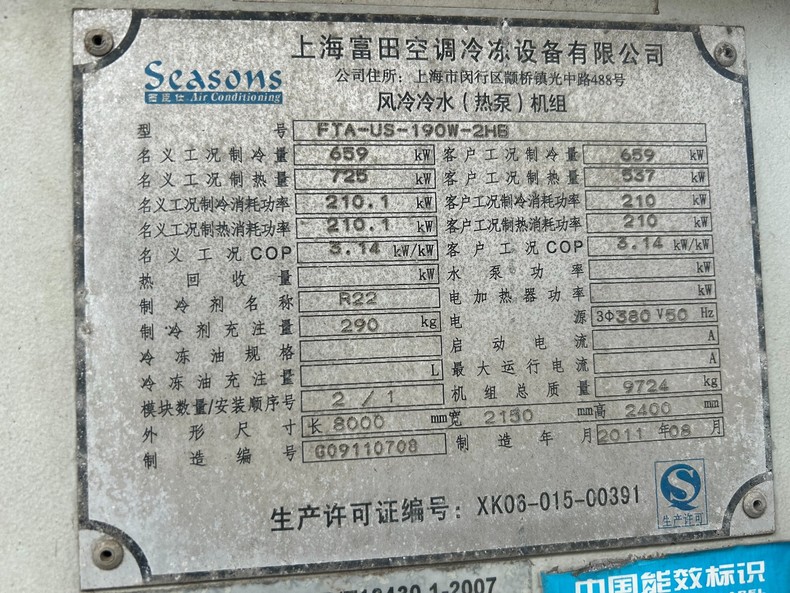 上海富田空调冷冻设备有限公司
Seasons
Air Conditioning
公司住所：上海市闵行区颛桥镇光中路488号
风冷冷水（热泵）机组
型号 FTA-US-190W-2HB
名义工况制冷量 659 kW 客户工况制冷量 659 kW
名义工况制热量 725 kW 客户工况制热量 537 kW
名义工况制冷消耗功率 210.1 kW 客户工况制冷消耗功率 210 kW
名义工况制热消耗功率 210.1 kW 客户工况制热消耗功率 210 kW
名义工况COP 3.14 kW/kW 客户工况COP 3.14 kW/kW
热回收量 kW 水泵功率 kW
制冷剂名称 R22 电加热器功率 kW
制冷剂充注量 290 kg 电源 3Φ380V50 Hz
冷冻油规格 启动电流 A
冷冻油充注量 L 最大运行电流 A
模块数量/安装顺序号 2 / 1 机组总质量 9724 kg
外形尺寸 长 8000 mm 宽 2150 mm 高 2400 mm
制造编号 G09110708 制造年月 2011 年 08 月
生产许可证编号：XK06-015-00391
生产许可
18430.1-2007
中国能效标识